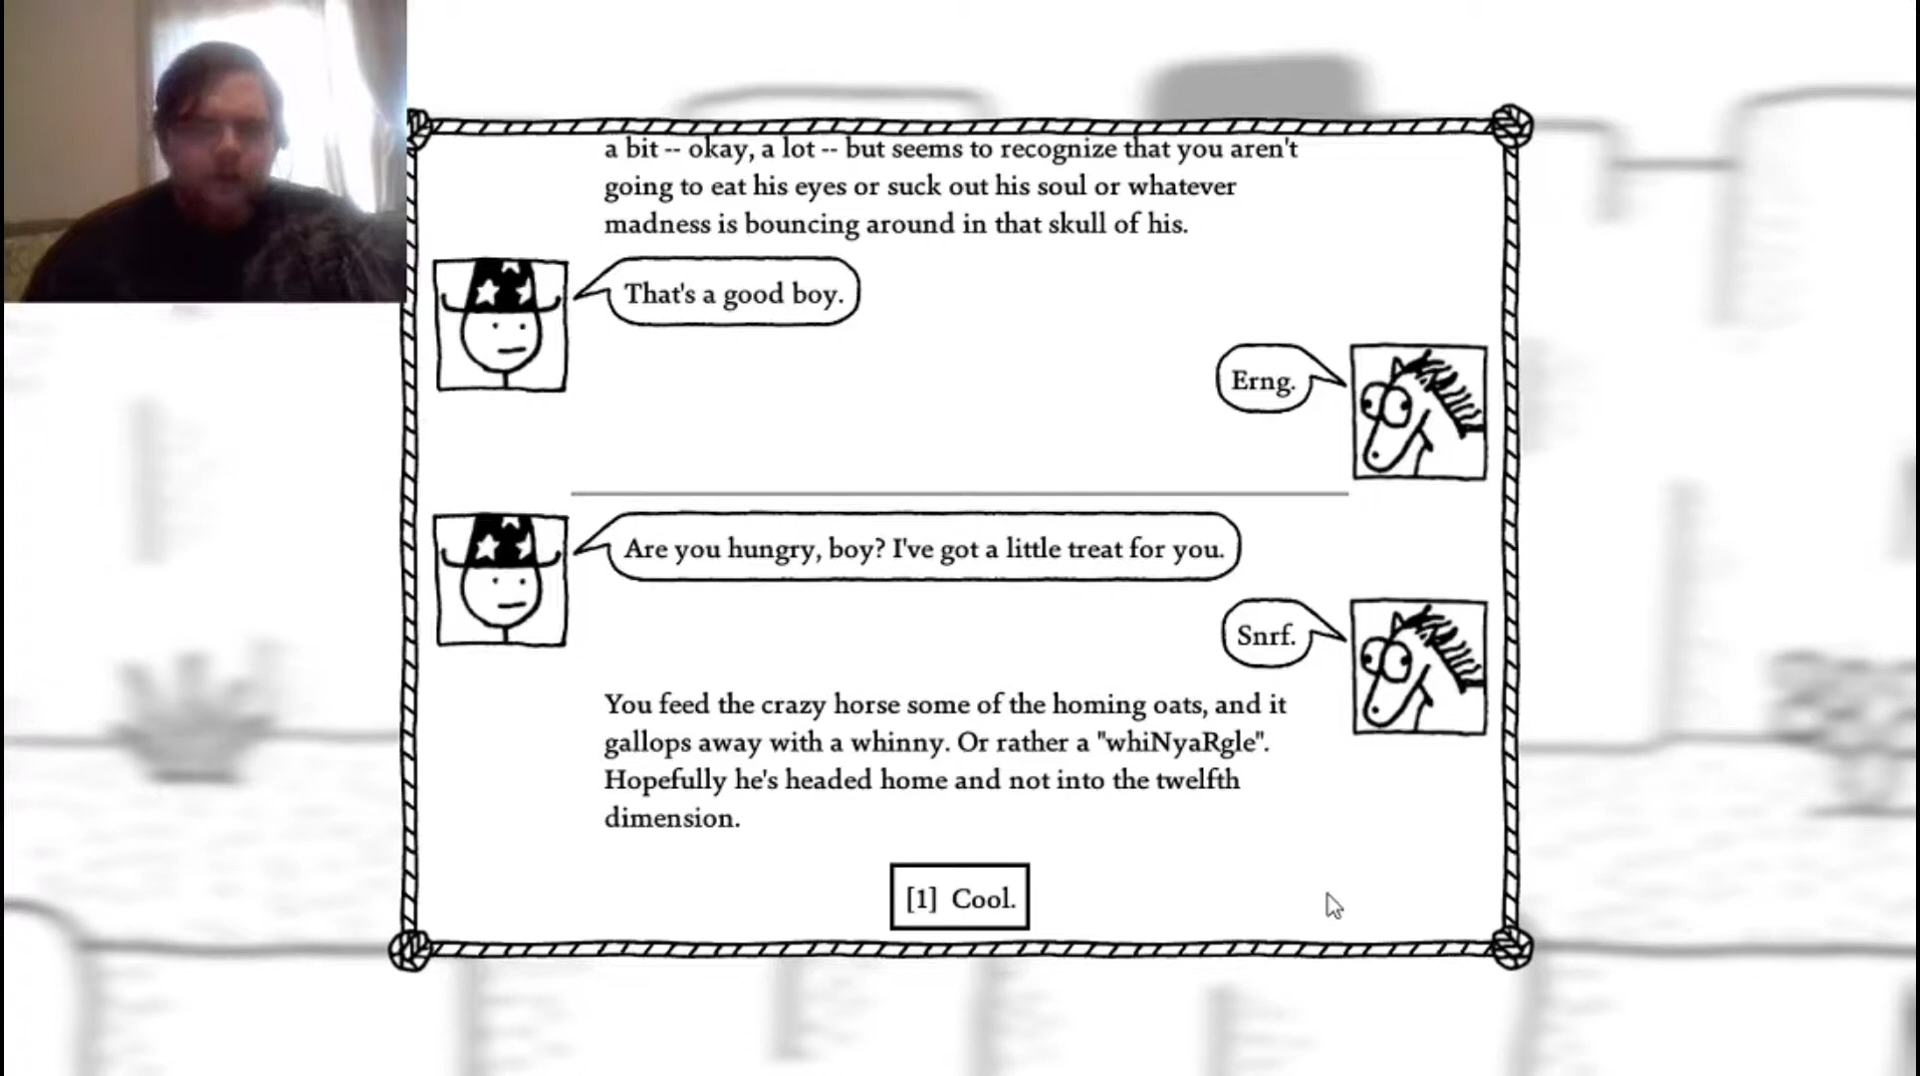 a bit -- okay, a lot -- but seems to recognize that you aren't
going to eat his eyes or suck out his soul or whatever
madness is bouncing around in that skull of his.
That's a good boy.
Erng.
Are you hungry, boy? I've got a little treat for you.
Snrf.
You feed the crazy horse some of the homing oats, and it
gallops away with a whinny. Or rather a "whiNyaRgle".
Hopefully he's headed home and not into the twelfth
dimension.
[1] Cool.